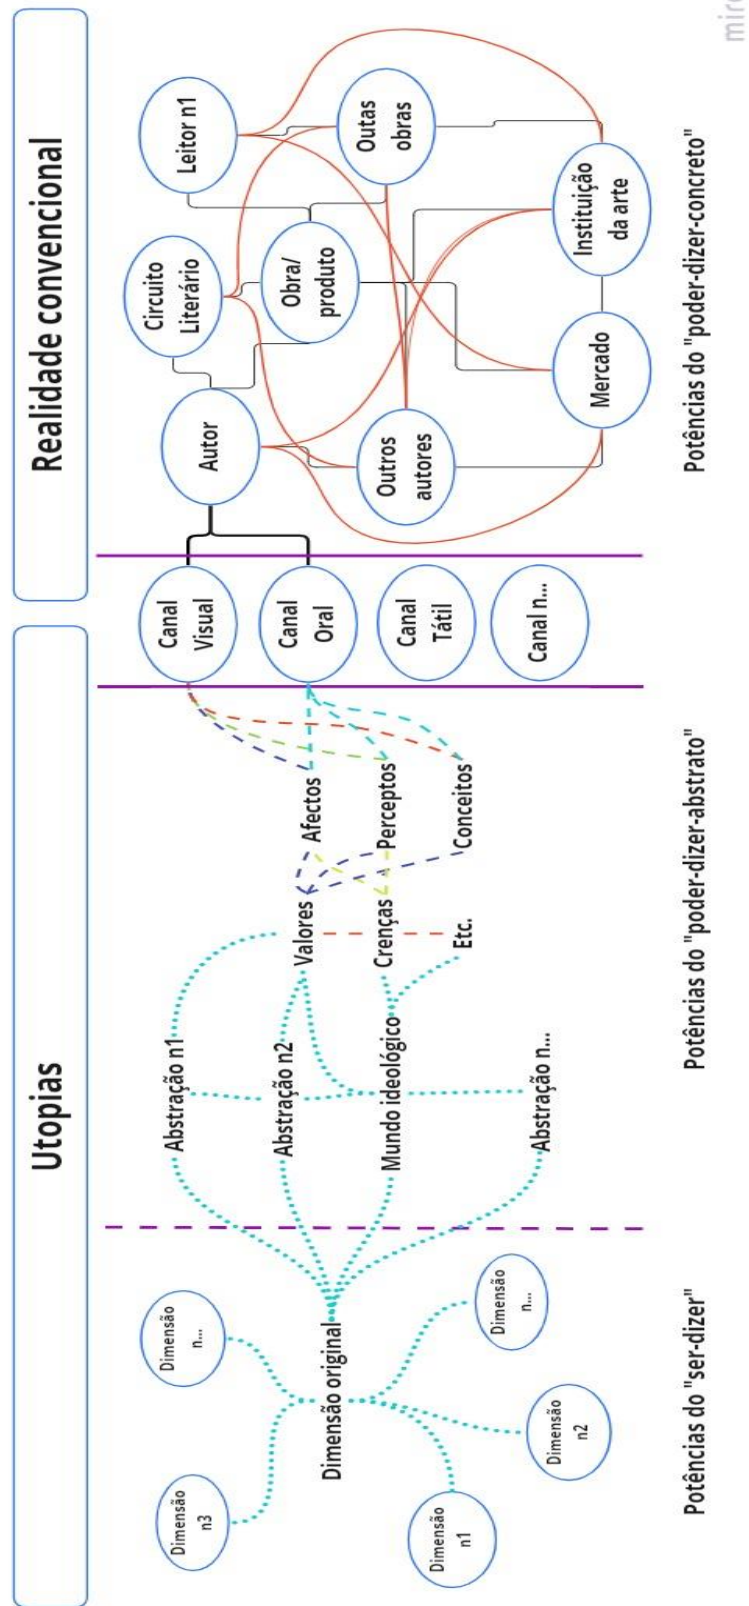 Utopias
Realidade convencional
Dimensão
n3
Dimensão
n...
Dimensão original
Dimensão
n1
Dimensão
n2
Dimensão
n...
Abstração n1
Abstração n2
Mundo ideológico
Abstração n...
Valores
Crenças
Etc.
Afectos
Perceptos
Conceitos
Canal
Visual
Canal
Oral
Canal
Tátil
Canal n...
Autor
Circuito
Literário
Leitor n1
Obra/
produto
Outas
obras
Outros
autores
Mercado
Instituição
da arte
Potências do "ser-dizer"
Potências do "poder-dizer-abstrato"
Potências do "poder-dizer-concreto"